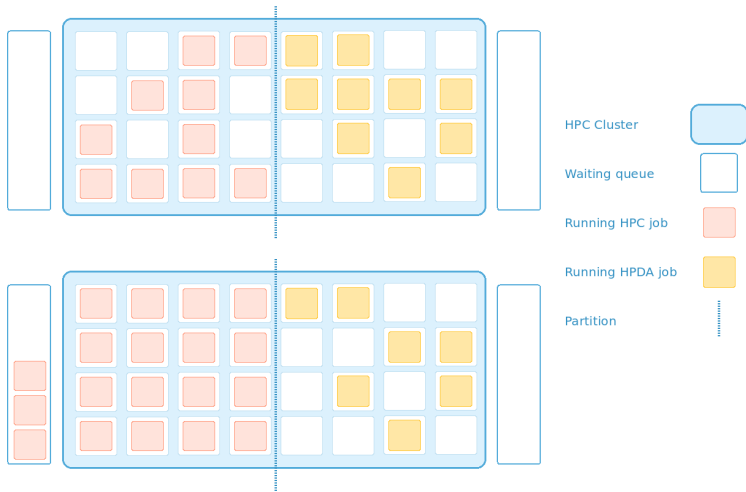 HPC Cluster
Waiting queue
Running HPC job
Running HPDA job
Partition